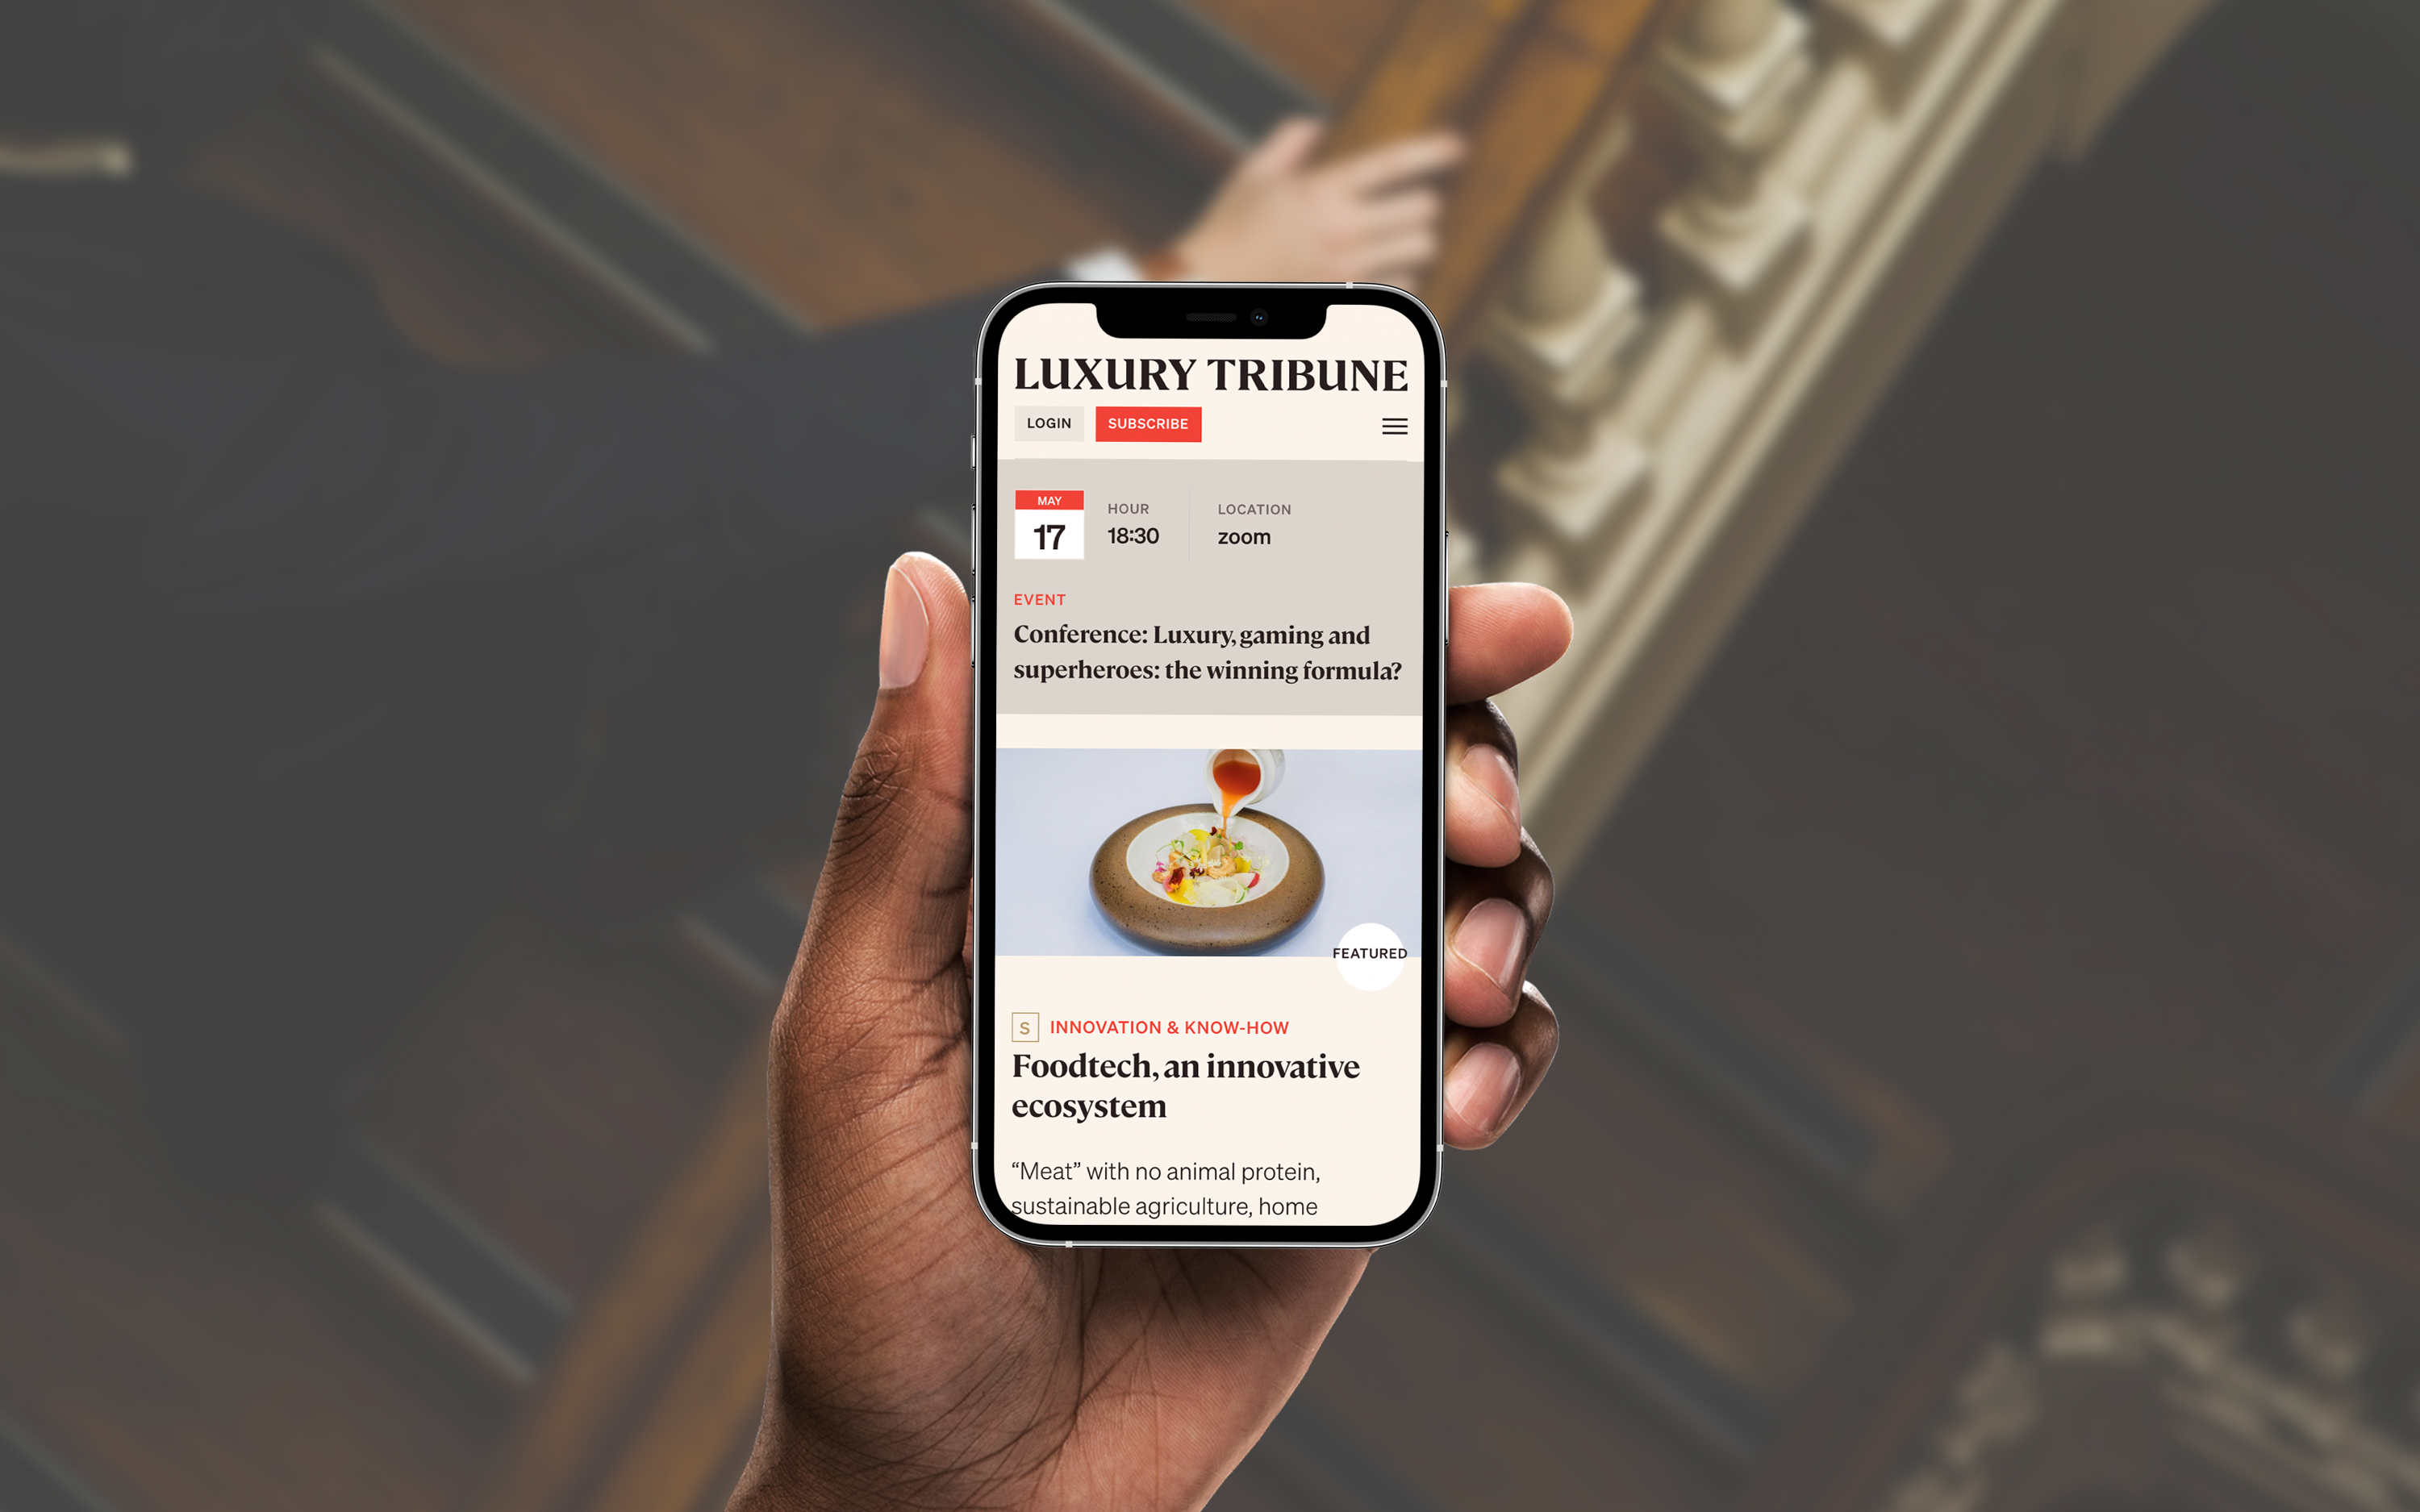 LUXURY TRIBUNE
LOGIN
SUBSCRIBE
MAY
17
HOUR
18:30
LOCATION
zoom
EVENT
Conference: Luxury, gaming and
superheroes: the winning formula?
FEATURED
S
INNOVATION & KNOW-HOW
Foodtech, an innovative
ecosystem
“Meat” with no animal protein,
sustainable agriculture, home